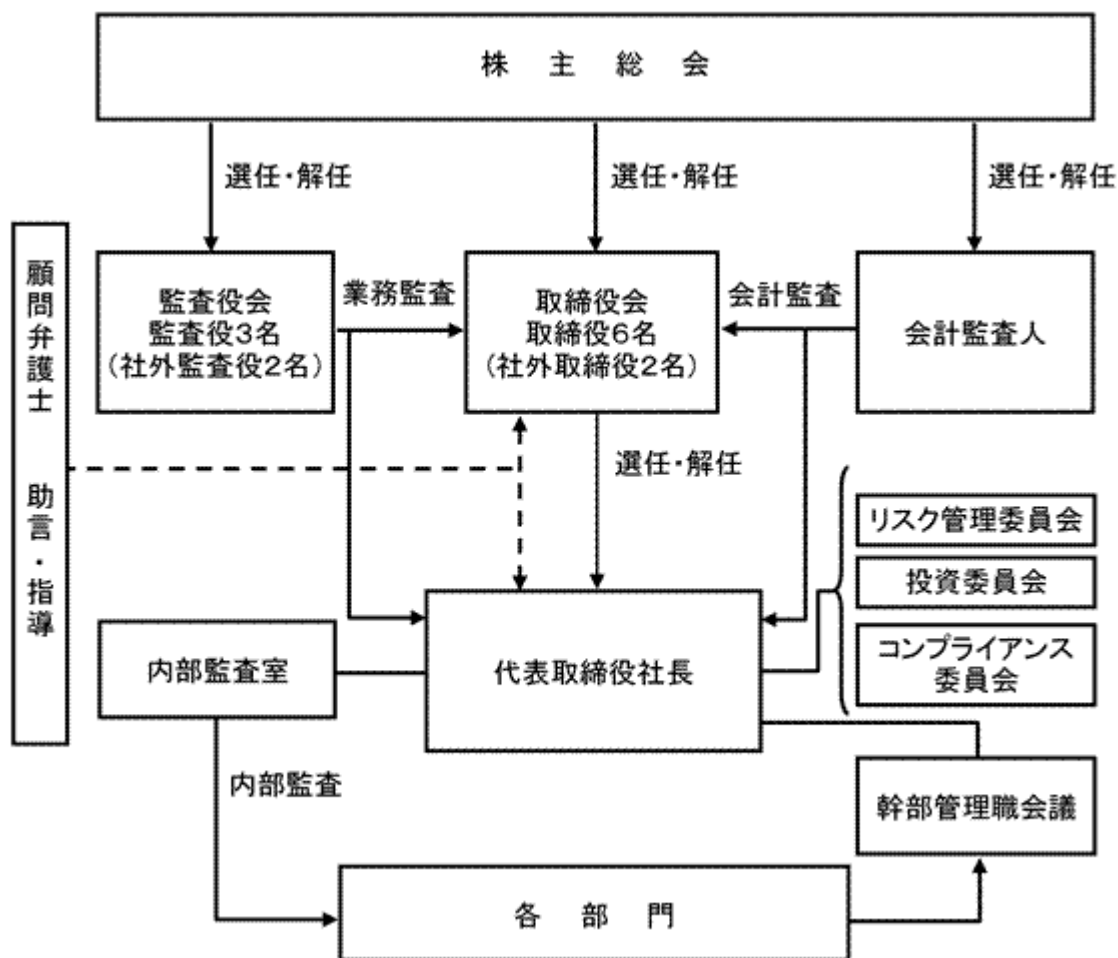 株主総会
選任・解任
選任・解任
選任・解任
顧問弁護士 助言・指導
監査役会
監査役3名
(社外監査役2名)
業務監査
取締役会
取締役6名
(社外取締役2名)
会計監査
会計監査人
選任・解任
リスク管理委員会
投資委員会
コンプライアンス
委員会
内部監査室
代表取締役社長
内部監査
幹部管理職会議
各部門